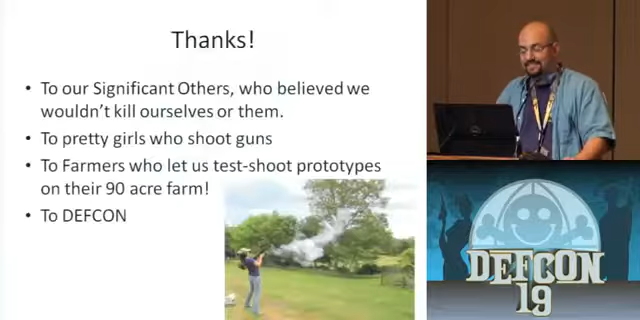 Thanks!
• To our Significant Others, who believed we
wouldn't kill ourselves or them.
• To pretty girls who shoot guns
• To Farmers who let us test-shoot prototypes
on their 90 acre farm!
• To DEFCON
DEFCON
19